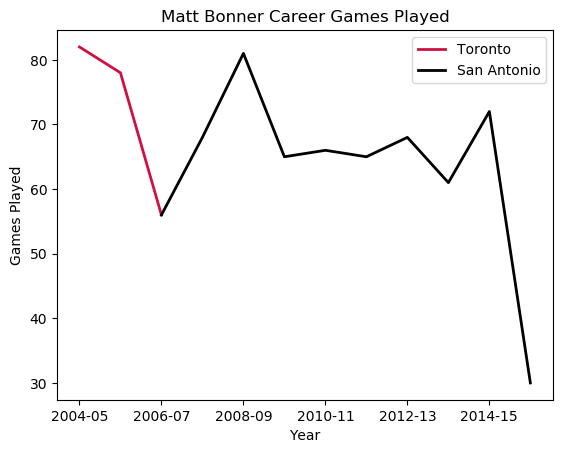 Matt Bonner Career Games Played
Toronto
San Antonio
80
70
60
50
40
30
Games Played
2004-05 2006-07 2008-09 2010-11 2012-13 2014-15
Year